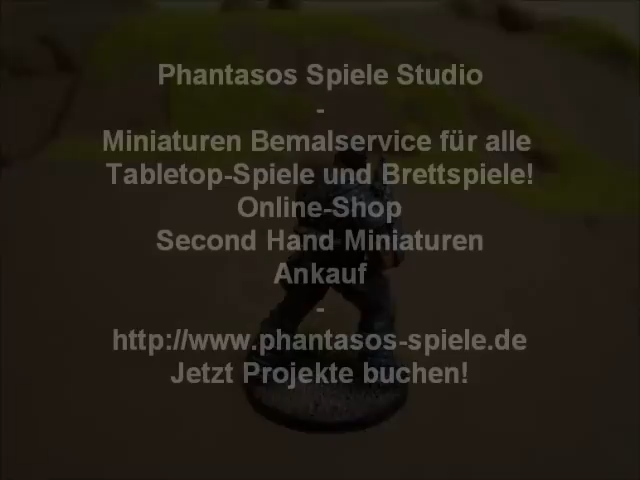 Phantasos Spiele Studio
-
Miniaturen Bemalservice für alle
Tabletop-Spiele und Brettspiele!
Online-Shop
Second Hand Miniaturen
Ankauf
-
http://www.phantasos-spiele.de
Jetzt Projekte buchen!